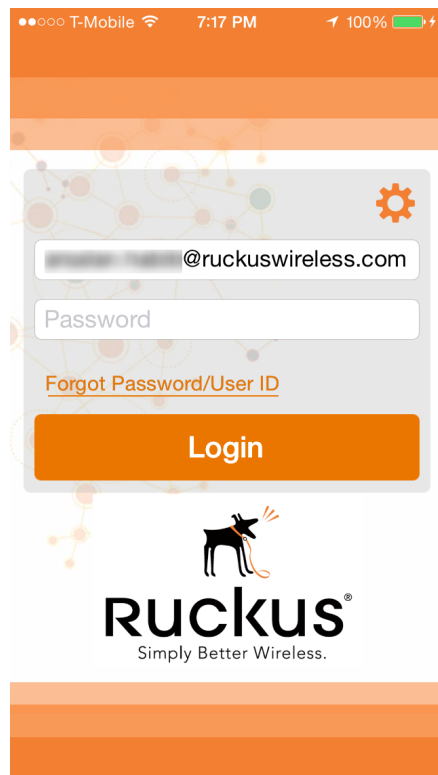 T-Mobile 7:17 PM 100%
@ruckuswireless.com
Password
Forgot Password/User ID
Login
RUCKUS®
Simply Better Wireless.